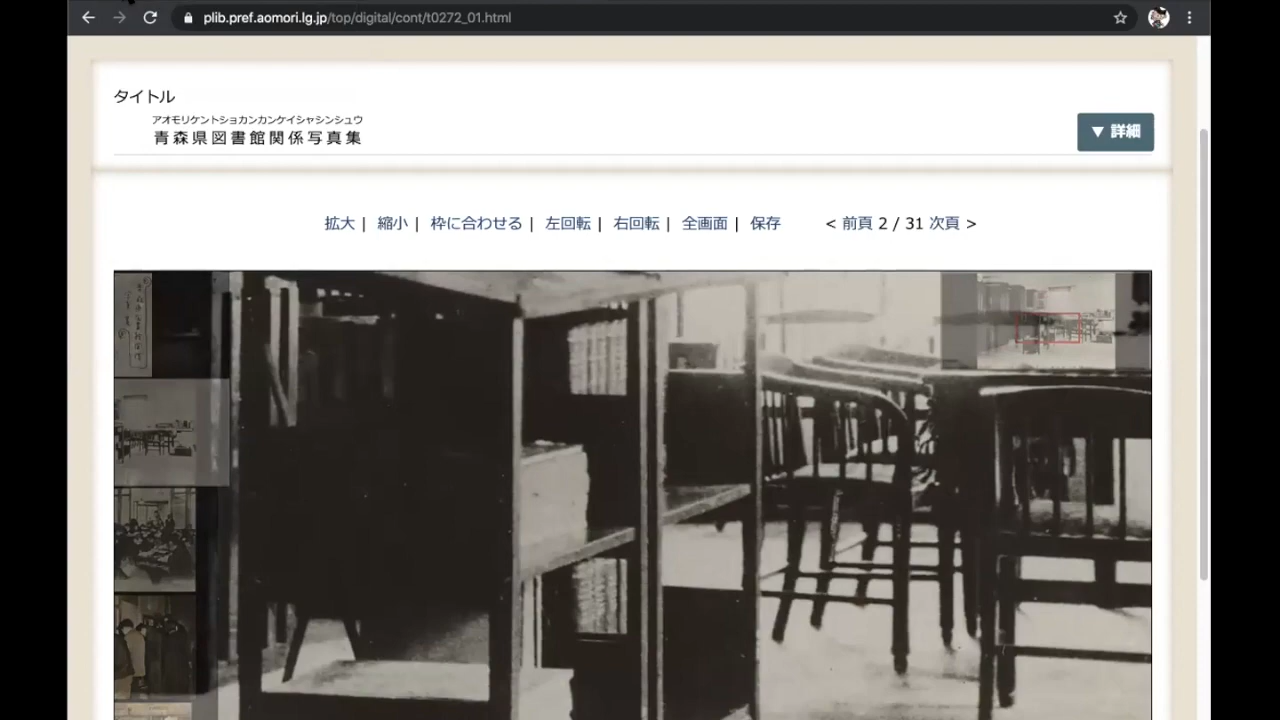 plib.pref.aomori.lg.jp/top/digital/cont/t0272_01.html
タイトル
アオモリケントショカンカンケイシャシンシュウ
青森県図書館関係写真集
▼ 詳細
拡大 | 縮小 | 枠に合わせる | 左回転 | 右回転 | 全画面 | 保存 < 前頁 2 / 31 次頁 >